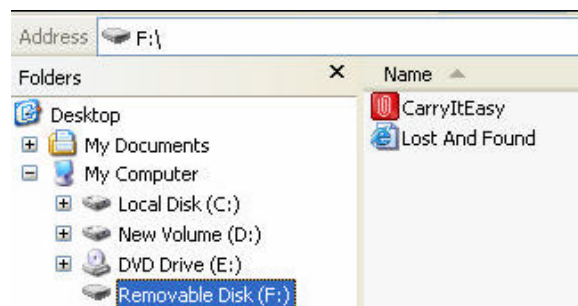 Address F:\
Folders × Name
Desktop
My Documents
My Computer
Local Disk (C:)
New Volume (D:)
DVD Drive (E:)
Removable Disk (F:)
CarryItEasy
Lost And Found